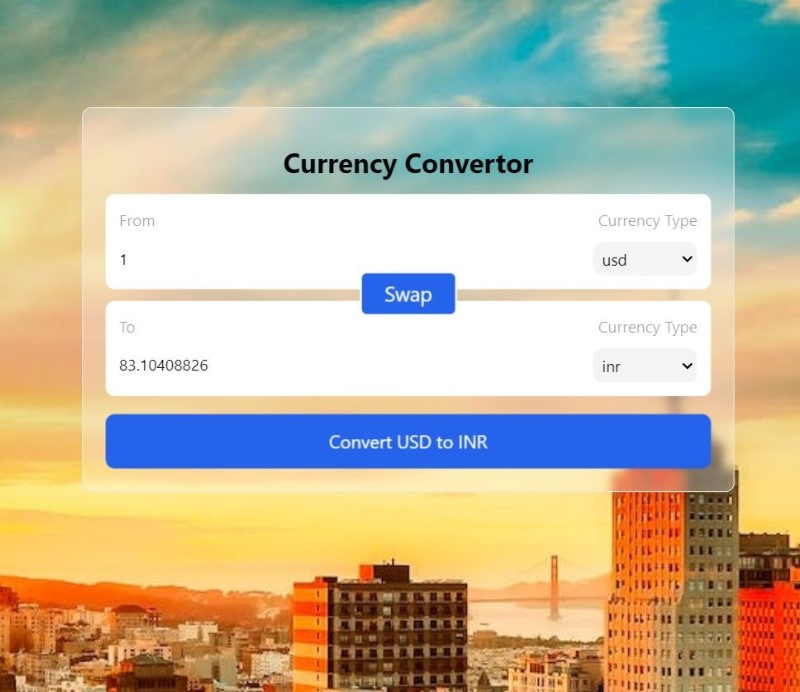 Currency Convertor
From
Currency Type
1
usd
Swap
To
Currency Type
83.10408826
inr
Convert USD to INR